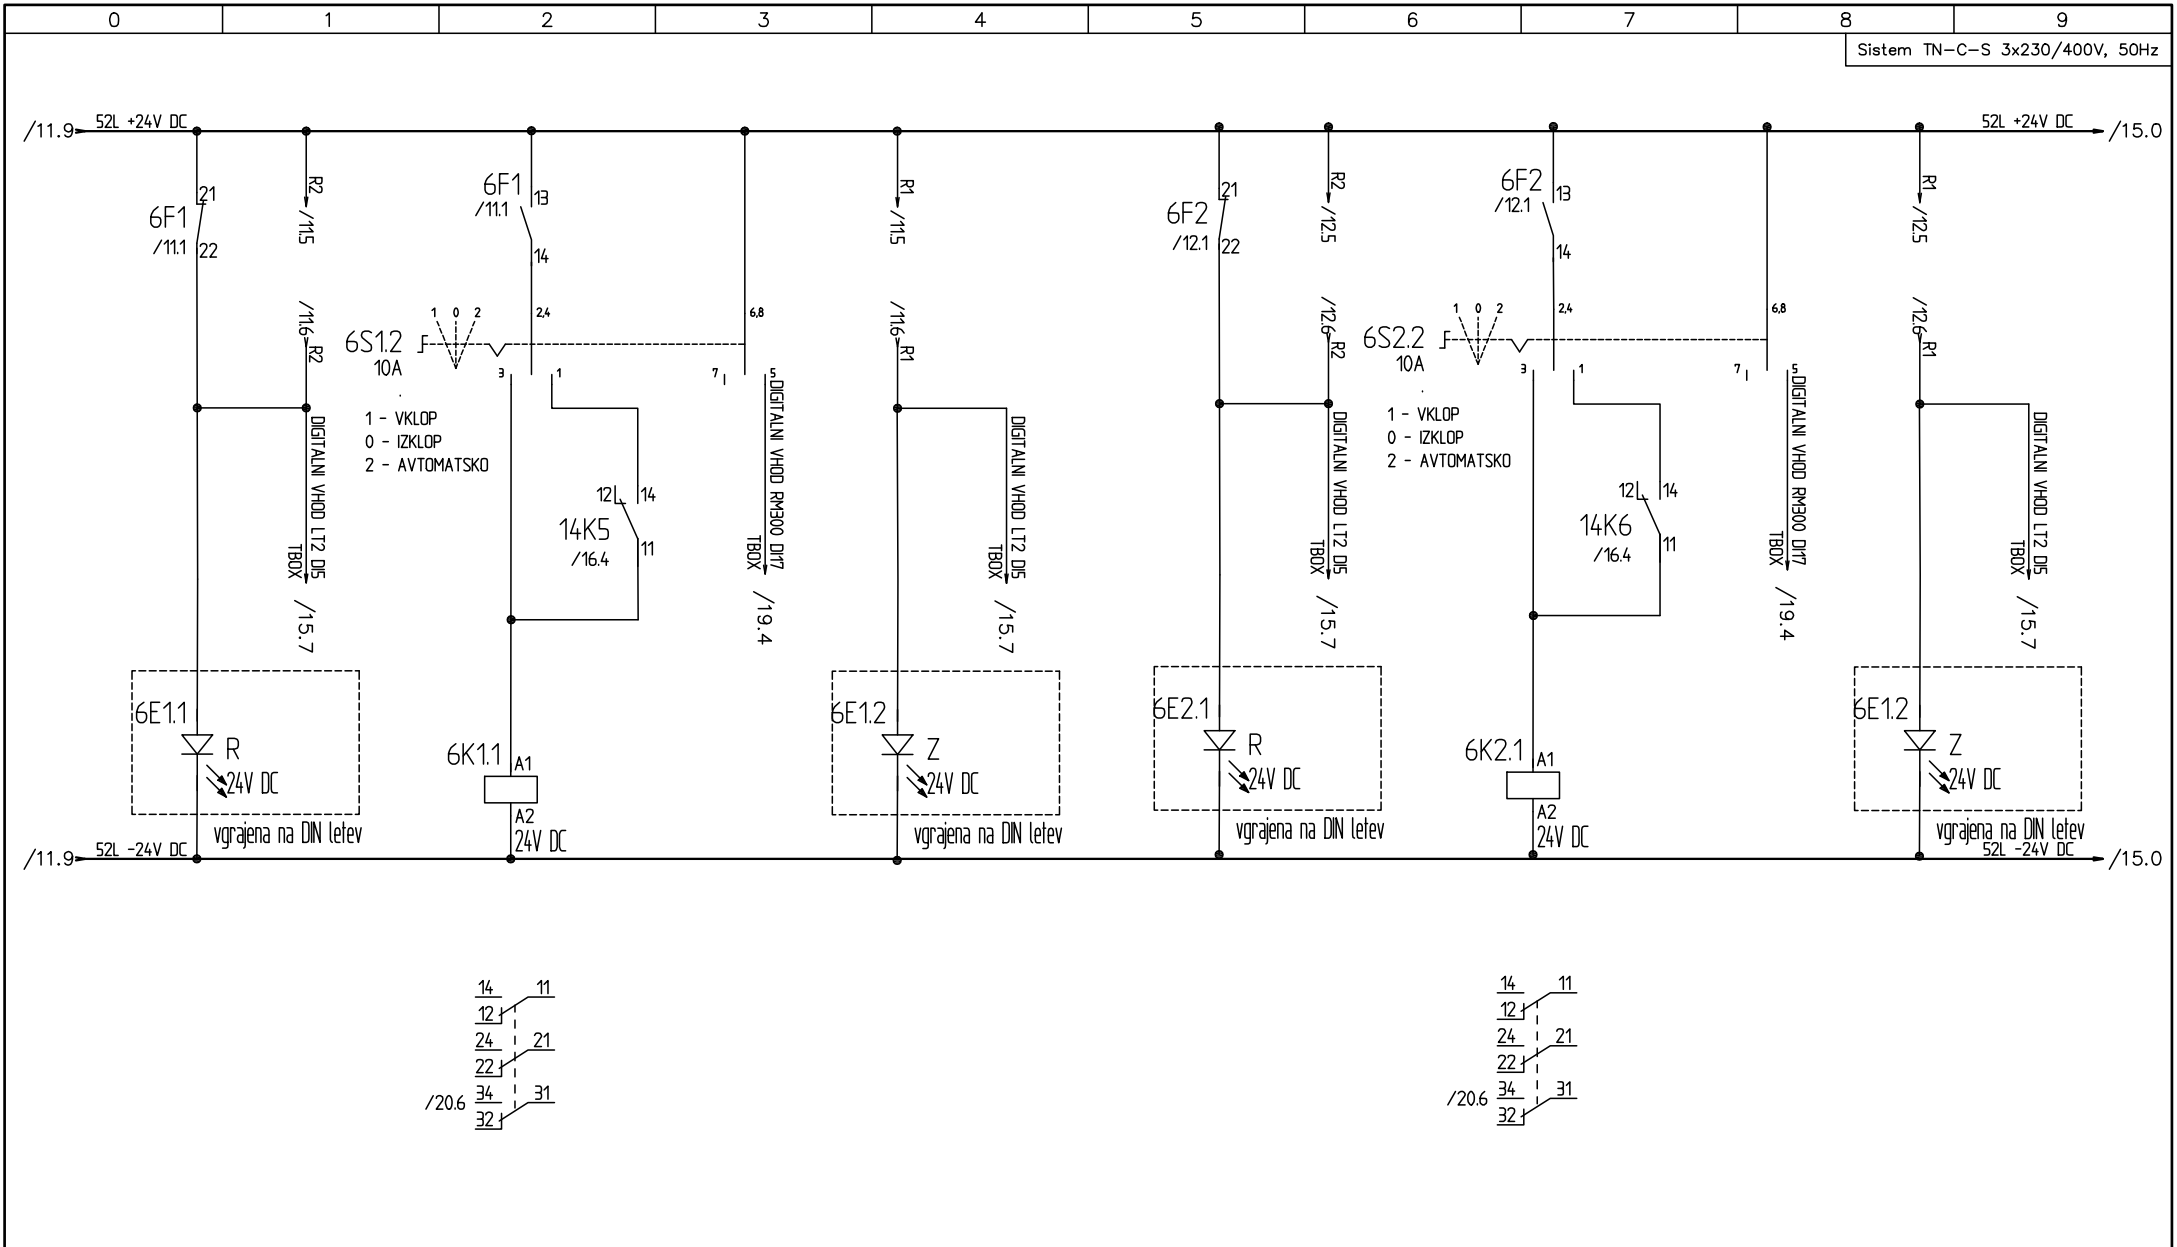 0 1 2 3 4 5 6 7 8 9
Sistem TN-C-S 3x230/400V, 50Hz
/11.9
52L +24V DC
52L +24V DC
/15.0
21
6F1
/11.1
22
R2
/11.5
/11.6
R2
DIGITALNI VHOD LT2 DI5
TBOX
/15.7
6E1.1
R
24V DC
vgrajena na DIN letev
6F1
/11.1
13
14
1 0 2
2,4
6,8
6S1.2
10A
3
1
7
5
1 - VKLOP
0 - IZKLOP
2 - AVTOMATSKO
12
14
14K5
/16.4
11
DIGITALNI VHOD RM300 DI17
TBOX
/19.4
6K1.1
A1
A2
24V DC
R1
/11.5
/11.6
R1
DIGITALNI VHOD LT2 DI5
TBOX
/15.7
6E1.2
Z
24V DC
vgrajena na DIN letev
21
6F2
/12.1
22
R2
/12.5
/12.6
R2
DIGITALNI VHOD LT2 DI5
TBOX
/15.7
6E2.1
R
24V DC
vgrajena na DIN letev
6F2
/12.1
13
14
1 0 2
2,4
6,8
6S2.2
10A
3
1
7
5
1 - VKLOP
0 - IZKLOP
2 - AVTOMATSKO
12
14
14K6
/16.4
11
DIGITALNI VHOD RM300 DI17
TBOX
/19.4
6K2.1
A1
A2
24V DC
R1
/12.5
/12.6
R1
DIGITALNI VHOD LT2 DI5
TBOX
/15.7
6E1.2
Z
24V DC
vgrajena na DIN letev
/11.9
52L -24V DC
52L -24V DC
/15.0
14 11
12
24 21
22
/20.6 34 31
32
14 11
12
24 21
22
/20.6 34 31
32